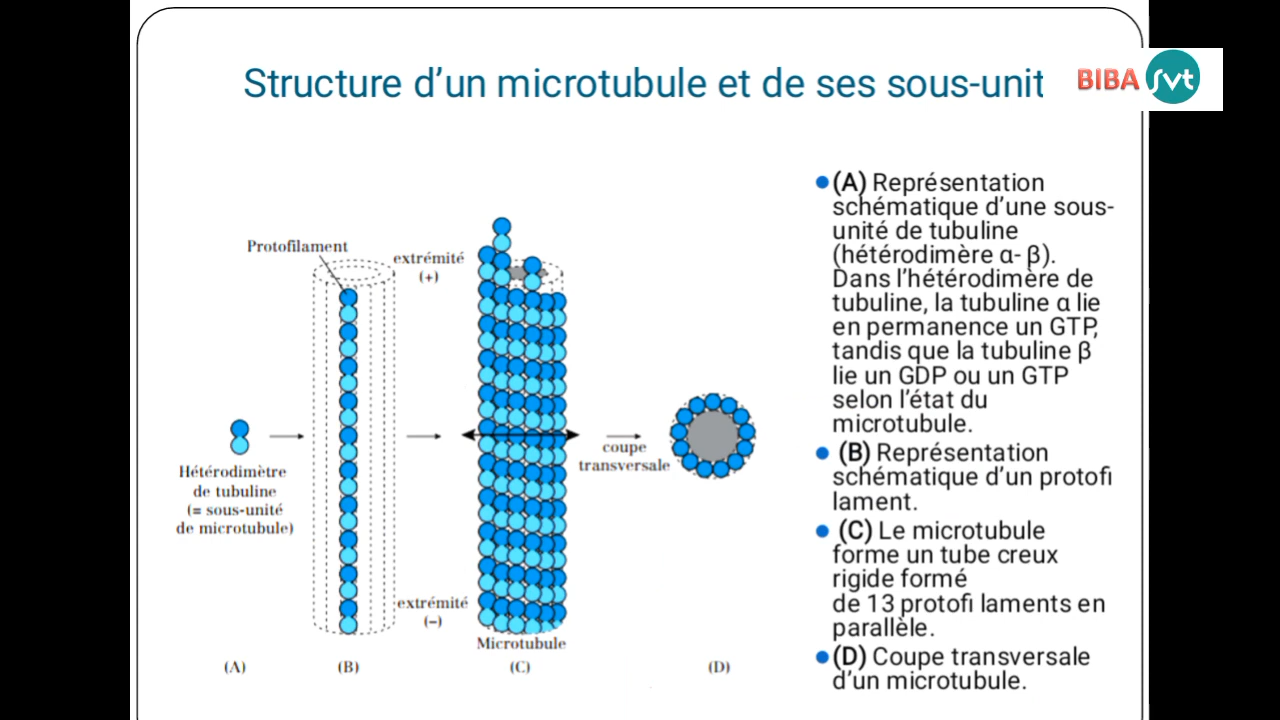 Structure d'un microtubule et de ses sous-unit
BIBA svt
Protofilament
extrémité
(+)
Hétérodimètre
de tubuline
(= sous-unité
de microtubule)
extrémité
(–)
Microtubule
coupe
transversale
(A)
(B)
(C)
(D)
•(A) Représentation
schématique d'une sous-
unité de tubuline
(hétérodimère α- β).
Dans l'hétérodimère de
tubuline, la tubuline α lie
en permanence un GTP,
tandis que la tubuline β
lie un GDP ou un GTP
selon l'état du
microtubule.
• (B) Représentation
schématique d'un protofi
lament.
• (C) Le microtubule
forme un tube creux
rigide formé
de 13 protofi laments en
parallèle.
•(D) Coupe transversale
d'un microtubule.